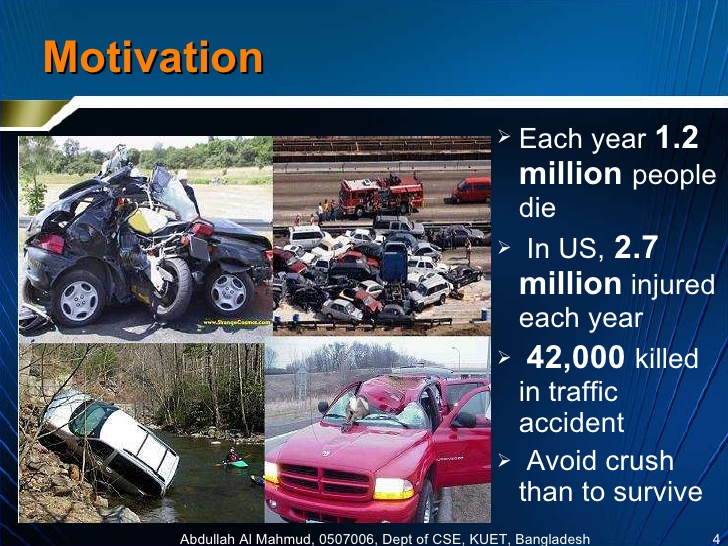 Motivation
➢ Each year 1.2
million people
die
➢ In US, 2.7
million injured
each year
➢ 42,000 killed
in traffic
accident
➢ Avoid crush
than to survive
www.StrangeCosmos.com
Abdullah Al Mahmud, 0507006, Dept of CSE, KUET, Bangladesh
4